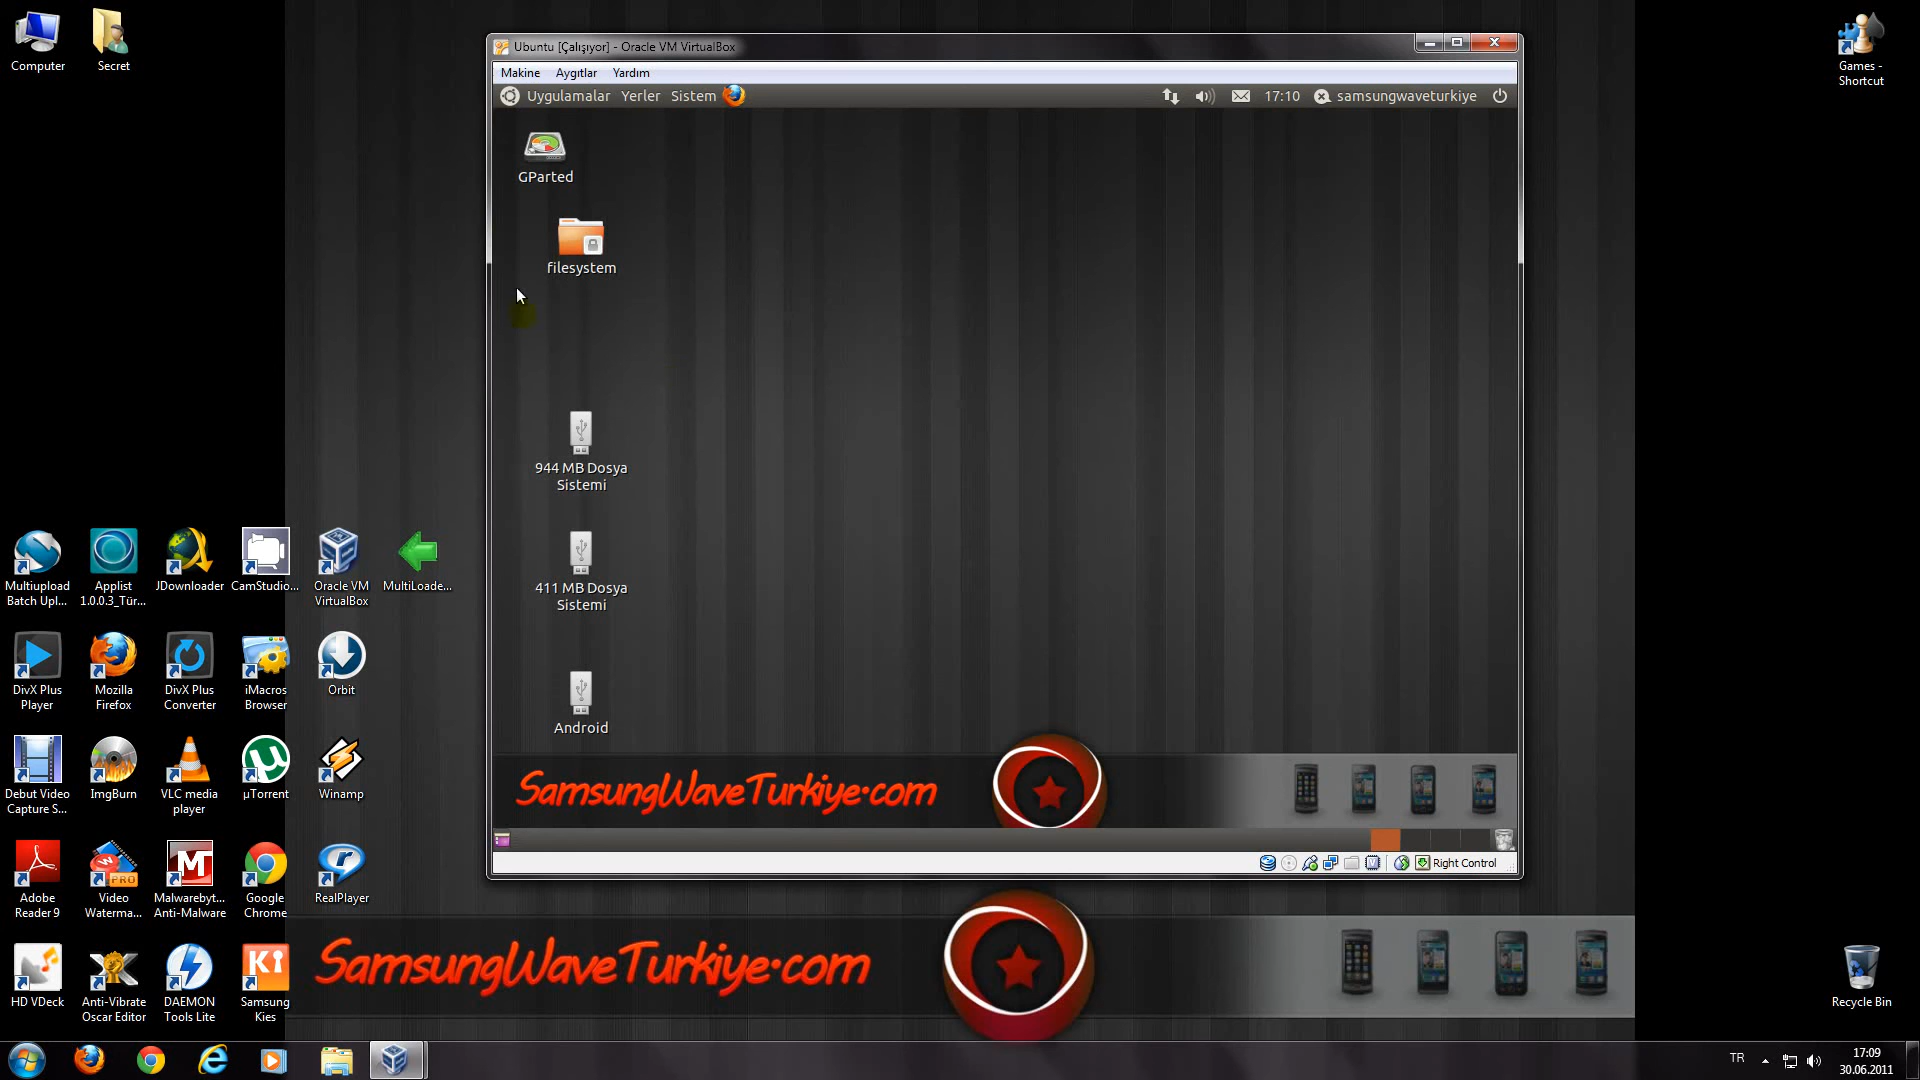 Computer
Secret
Games -
Shortcut
Ubuntu [Çalışıyor] - Oracle VM VirtualBox
Makine Aygıtlar Yardım
Uygulamalar Yerler Sistem 17:10 samsungwaveturkiye
GParted
filesystem
944 MB Dosya
Sistemi
411 MB Dosya
Sistemi
Android
SamsungWaveTurkiye.com
Right Control
Multiupload
Batch Upl...
Applist
1.0.0.3_Tür...
JDownloader
CamStudio...
Oracle VM
VirtualBox
MultiLoade...
DivX Plus
Player
Mozilla
Firefox
DivX Plus
Converter
iMacros
Browser
Orbit
Debut Video
Capture S...
ImgBurn
VLC media
player
µTorrent
Winamp
Adobe
Reader 9
PRO
Video
Waterma...
Malwarebyt...
Anti-Malware
Google
Chrome
RealPlayer
HD VDeck
Anti-Vibrate
Oscar Editor
DAEMON
Tools Lite
Samsung
Kies
SamsungWaveTurkiye.com
Recycle Bin
TR
17:09
30.06.2011